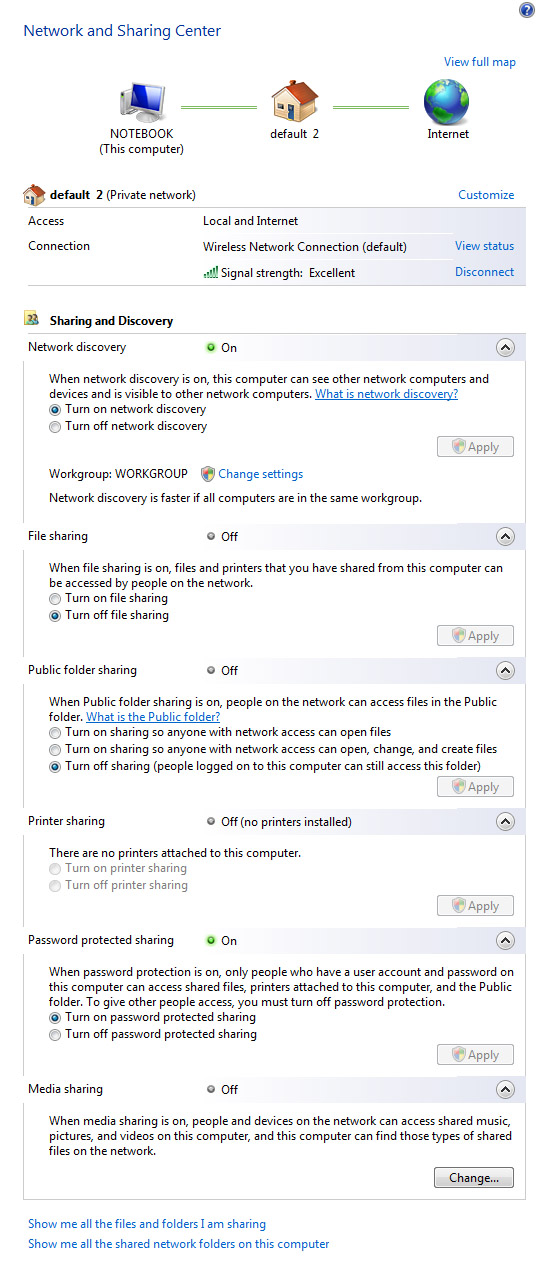 ?
Network and Sharing Center
View full map
NOTEBOOK
(This computer)
default 2
Internet
default 2 (Private network)
Customize
Access
Local and Internet
Connection
Wireless Network Connection (default)
View status
Signal strength: Excellent
Disconnect
Sharing and Discovery
Network discovery
On
When network discovery is on, this computer can see other network computers and
devices and is visible to other network computers. What is network discovery?
Turn on network discovery
Turn off network discovery
Apply
Workgroup: WORKGROUP
Change settings
Network discovery is faster if all computers are in the same workgroup.
File sharing
Off
When file sharing is on, files and printers that you have shared from this computer can
be accessed by people on the network.
Turn on file sharing
Turn off file sharing
Apply
Public folder sharing
Off
When Public folder sharing is on, people on the network can access files in the Public
folder. What is the Public folder?
Turn on sharing so anyone with network access can open files
Turn on sharing so anyone with network access can open, change, and create files
Turn off sharing (people logged on to this computer can still access this folder)
Apply
Printer sharing
Off (no printers installed)
There are no printers attached to this computer.
Turn on printer sharing
Turn off printer sharing
Apply
Password protected sharing
On
When password protection is on, only people who have a user account and password on
this computer can access shared files, printers attached to this computer, and the Public
folder. To give other people access, you must turn off password protection.
Turn on password protected sharing
Turn off password protected sharing
Apply
Media sharing
Off
When media sharing is on, people and devices on the network can access shared music,
pictures, and videos on this computer, and this computer can find those types of shared
files on the network.
Change...
Show me all the files and folders I am sharing
Show me all the shared network folders on this computer